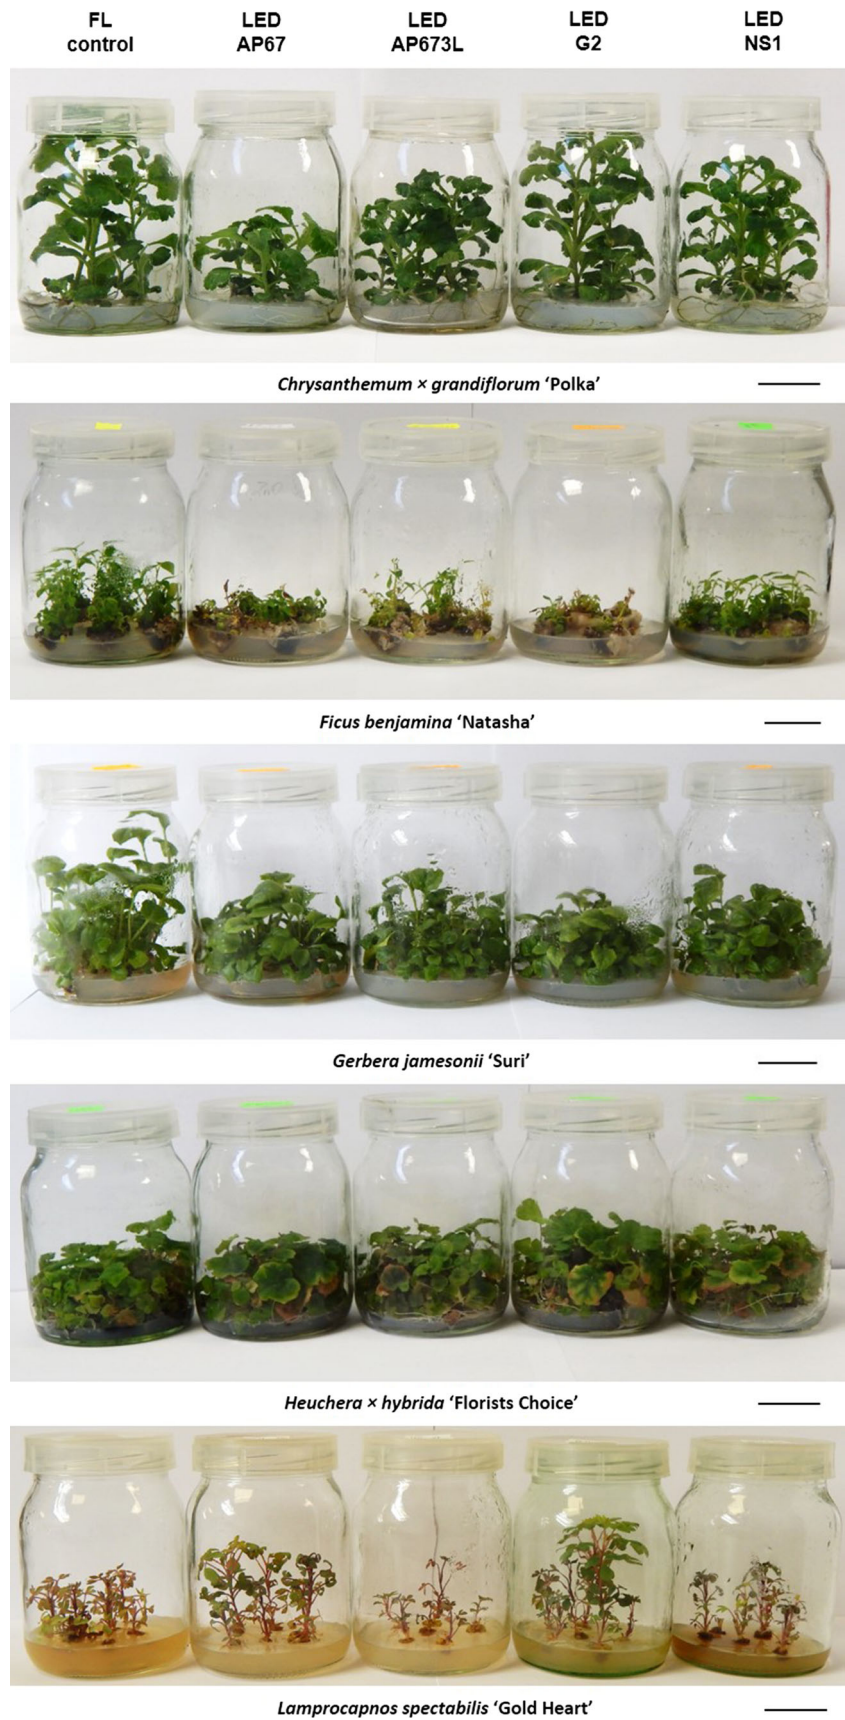 FL
control
LED
AP67
LED
AP673L
LED
G2
LED
NS1
Chrysanthemum × grandiflorum ‘Polka’
Ficus benjamina ‘Natasha’
Gerbera jamesonii ‘Suri’
Heuchera × hybrida ‘Florists Choice’
Lamprocapnos spectabilis ‘Gold Heart’